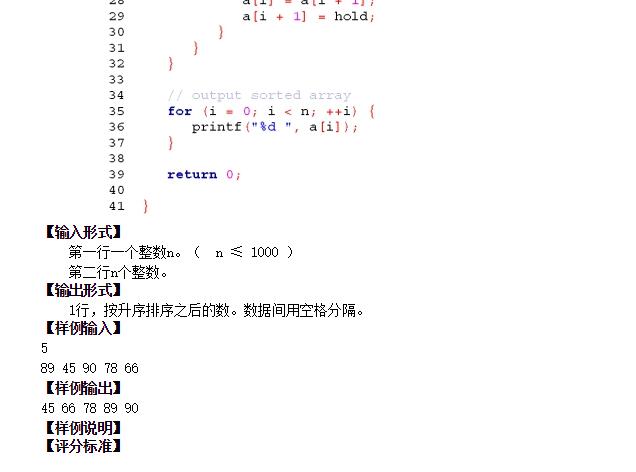 28 a[i] = a[i + 1];
29 a[i + 1] = hold;
30 }
31 }
32 }
33
34 // output sorted array
35 for (i = 0; i < n; ++i) {
36 printf("%d ", a[i]);
37 }
38
39 return 0;
40
41 }
【输入形式】
第一行一个整数n。( n ≤ 1000 )
第二行n个整数。
【输出形式】
1行，按升序排序之后的数。数据间用空格分隔。
【样例输入】
5
89 45 90 78 66
【样例输出】
45 66 78 89 90
【样例说明】
【评分标准】